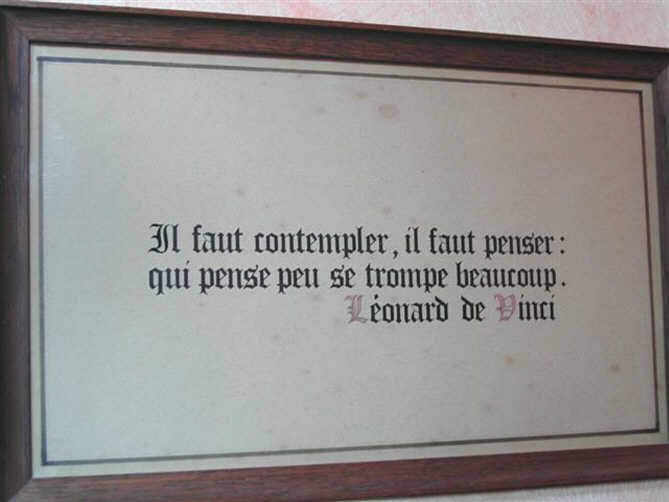 Il faut contempler, il faut penser:
qui pense peu se trompe beaucoup.
Léonard de Vinci